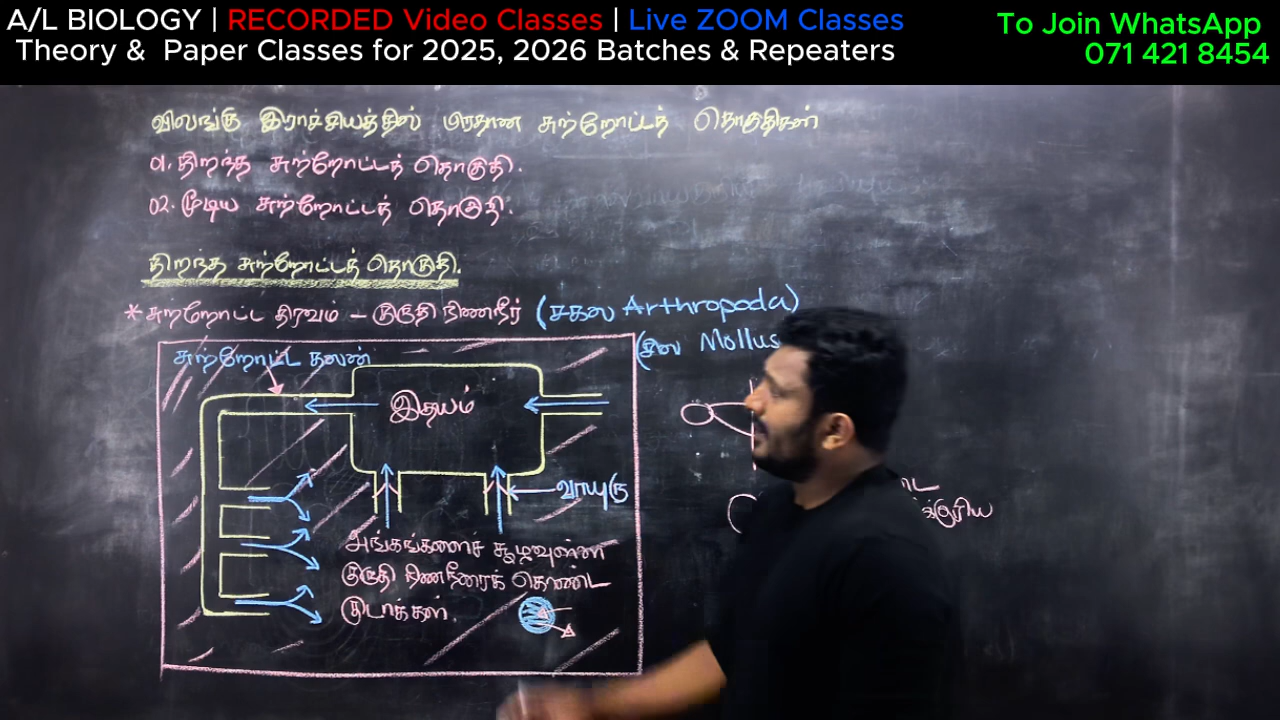 A/L BIOLOGY | RECORDED Video Classes | Live ZOOM Classes
Theory & Paper Classes for 2025, 2026 Batches & Repeaters
To Join WhatsApp
071 421 8454
விலங்கு இராச்சியத்தில் பிரதான சுற்றோட்டத் தொகுதிகள்
01. திறந்த சுற்றோட்டத் தொகுதி.
02. மூடிய சுற்றோட்டத் தொகுதி.
திறந்த சுற்றோட்டத் தொகுதி.
* சுற்றோட்ட திரவம் – குருதி நிணநீர் (சகல Arthropoda)
(சில Mollus
சுற்றோட்ட கலன்
இதயம்
வாயுரு
அங்கங்களைச் சூழவுள்ள
குருதி நிணநீரைக் கொண்ட
குடாக்கள்.